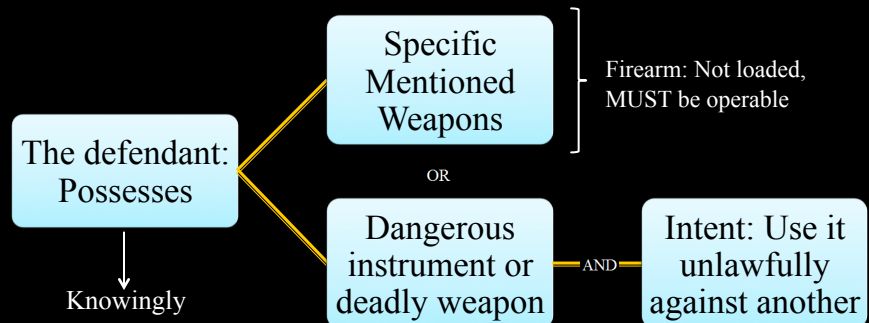 The defendant:
Possesses
Knowingly
Specific
Mentioned
Weapons
Firearm: Not loaded,
MUST be operable
OR
Dangerous
instrument or
deadly weapon
AND
Intent: Use it
unlawfully
against another